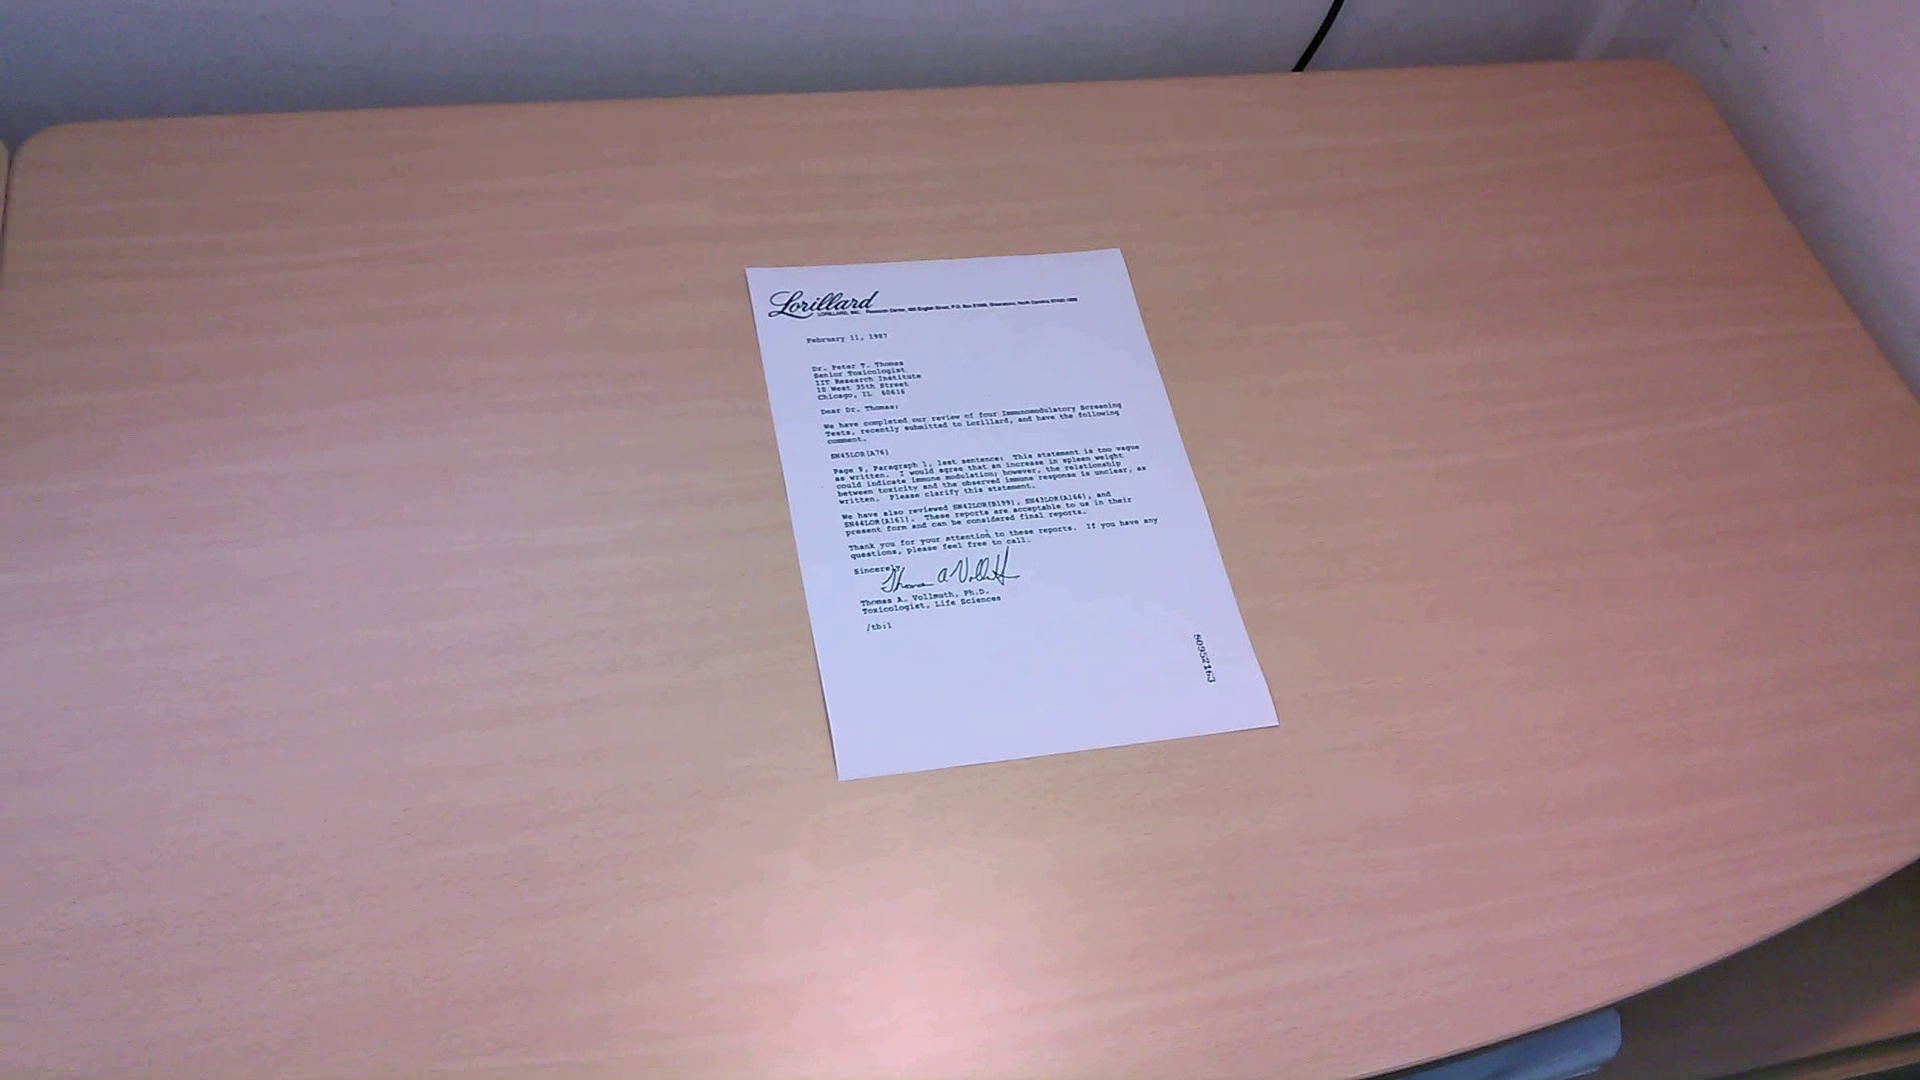 Lorillard
LORILLARD, INC. Research Center, 420 English Street, P.O. Box 21688, Greensboro, North Carolina
February 11, 1987
Dr. Peter T. Thomas
Senior Toxicologist
IIT Research Institute
10 West 35th Street
Chicago, IL 60616
Dear Dr. Thomas:
We have completed our review of four Immunomodulatory Screening
Tests, recently submitted to Lorillard, and have the following
comment.
SN45LOR(A76)
Page 9, Paragraph 1, last sentence: This statement is too vague
as written. I would agree that an increase in spleen weight
could indicate immune modulation; however, the relationship
between toxicity and the observed immune response is unclear, as
written. Please clarify this statement.
We have also reviewed SN42LOR(B199), SN43LOR(A166), and
SN44LOR(A161). These reports are acceptable to us in their
present form and can be considered final reports.
Thank you for your attention to these reports. If you have any
questions, please feel free to call.
Sincerely,
Thomas A Vollmuth
Thomas A. Vollmuth, Ph.D.
Toxicologist, Life Sciences
/tb:1
80952163